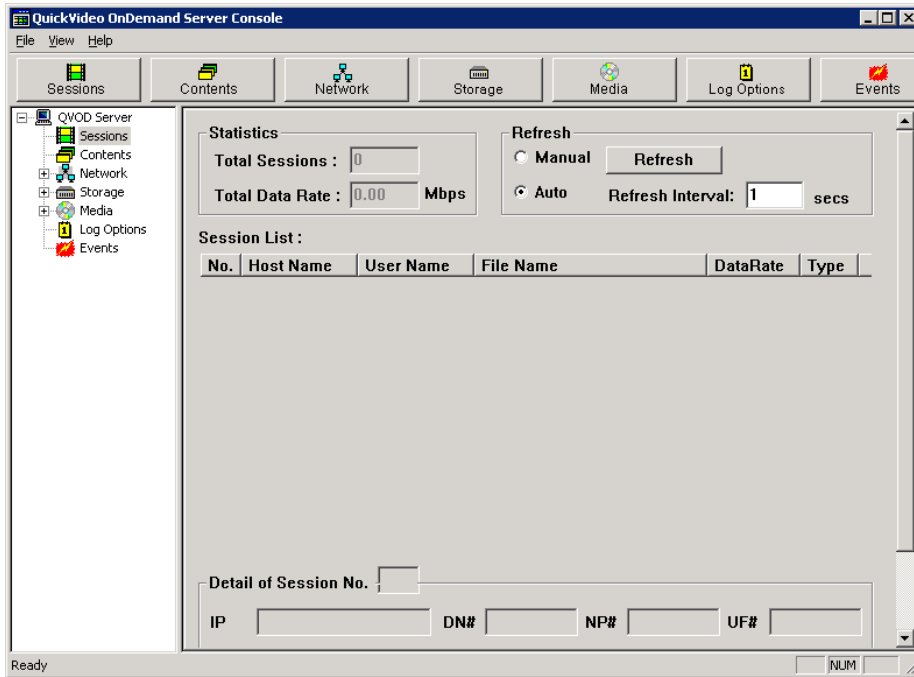 QuickVideo OnDemand Server Console
File View Help
Sessions Contents Network Storage Media Log Options Events
QVOD Server
Sessions
Contents
Network
Storage
Media
Log Options
Events
Statistics
Total Sessions : 0
Total Data Rate : 0.00 Mbps
Refresh
Manual Refresh
Auto Refresh Interval: 1 secs
Session List :
No. Host Name User Name File Name DataRate Type
Detail of Session No.
IP DN# NP# UF#
Ready NUM